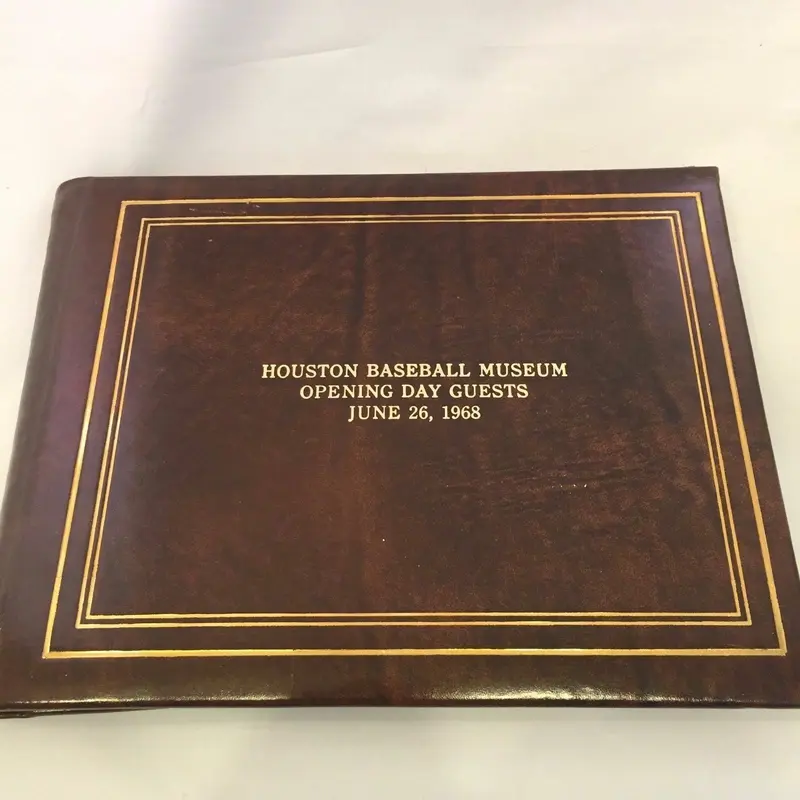 HOUSTON BASEBALL MUSEUM
OPENING DAY GUESTS
JUNE 26, 1968